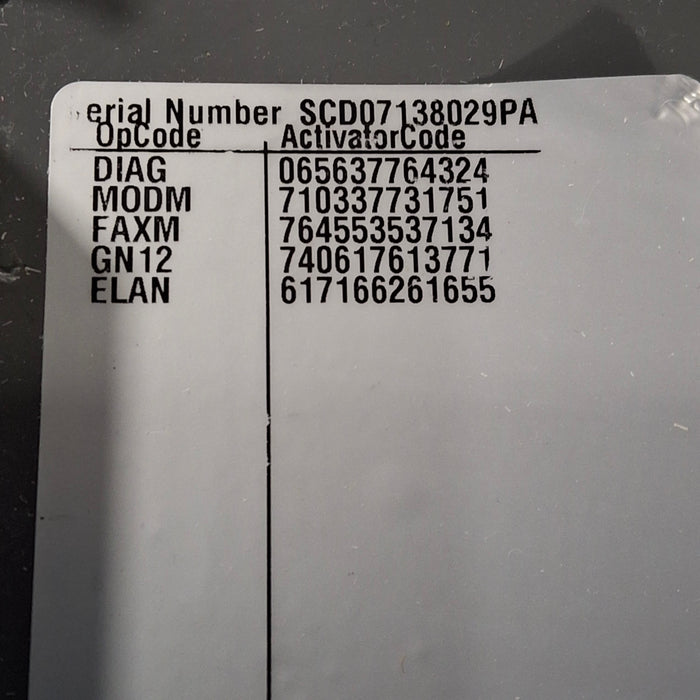 erial Number SCD07138029PA
OpCode ActivatorCode
DIAG 065637764324
MODM 710337731751
FAXM 764553537134
GN12 740617613771
ELAN 617166261655